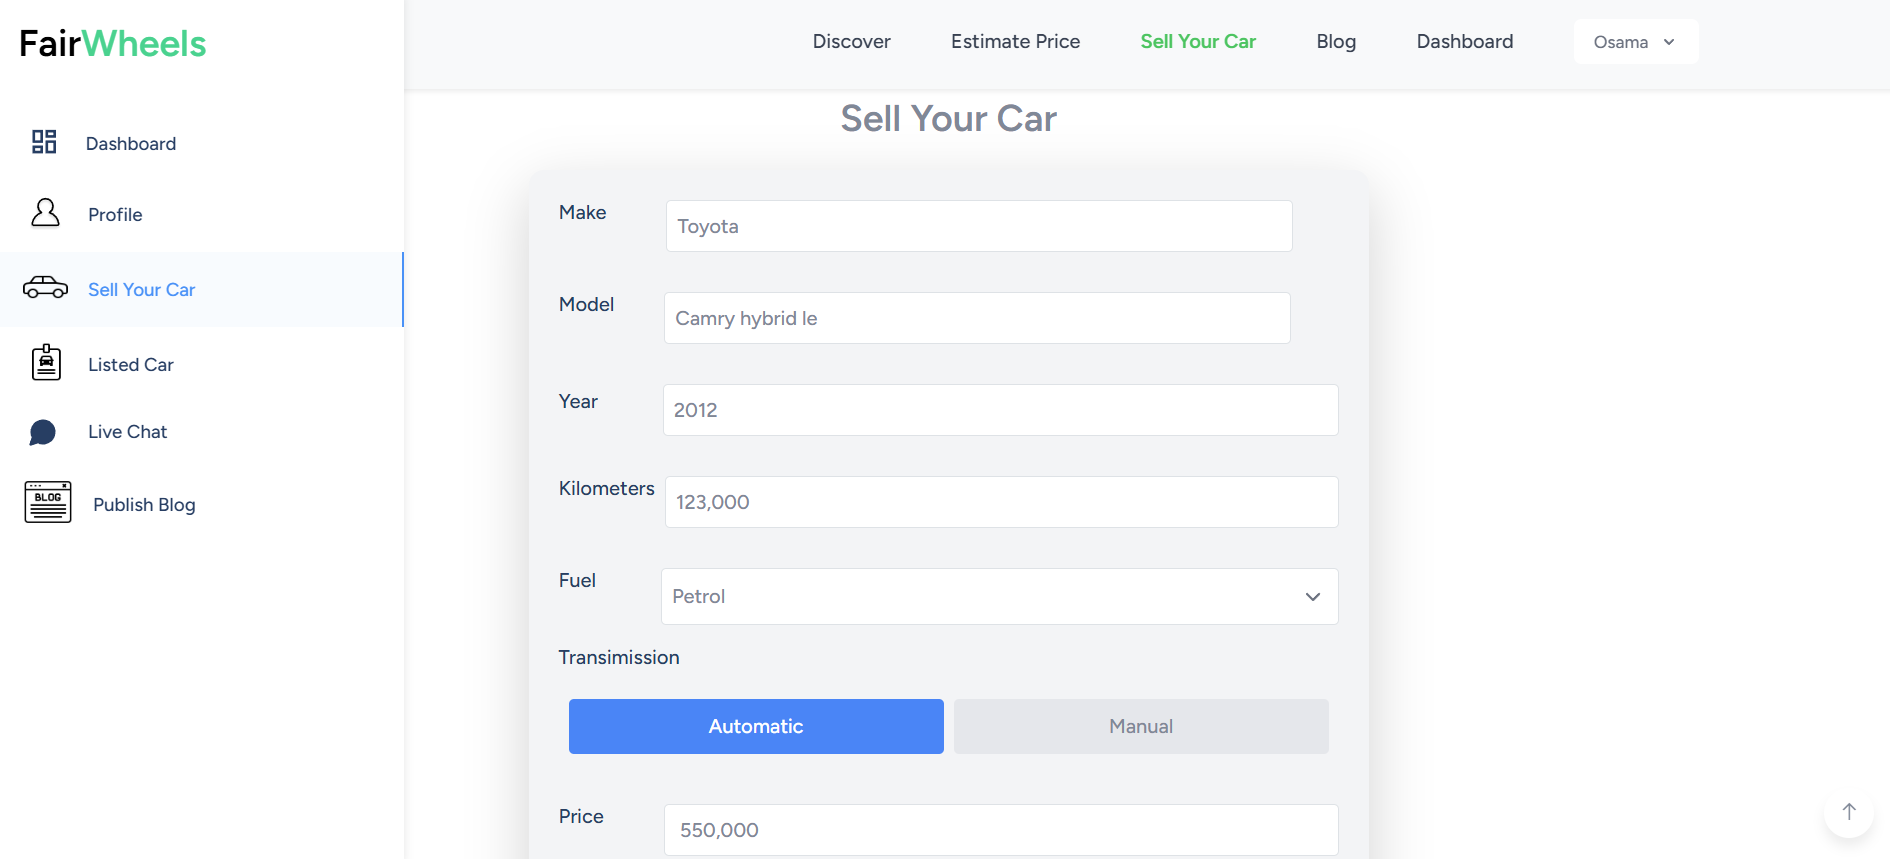 FairWheels
Discover
Estimate Price
Sell Your Car
Blog
Dashboard
Osama
Dashboard
Profile
Sell Your Car
Listed Car
Live Chat
BLOG
Publish Blog
Sell Your Car
Make
Toyota
Model
Camry hybrid le
Year
2012
Kilometers
123,000
Fuel
Petrol
Transimission
Automatic
Manual
Price
550,000